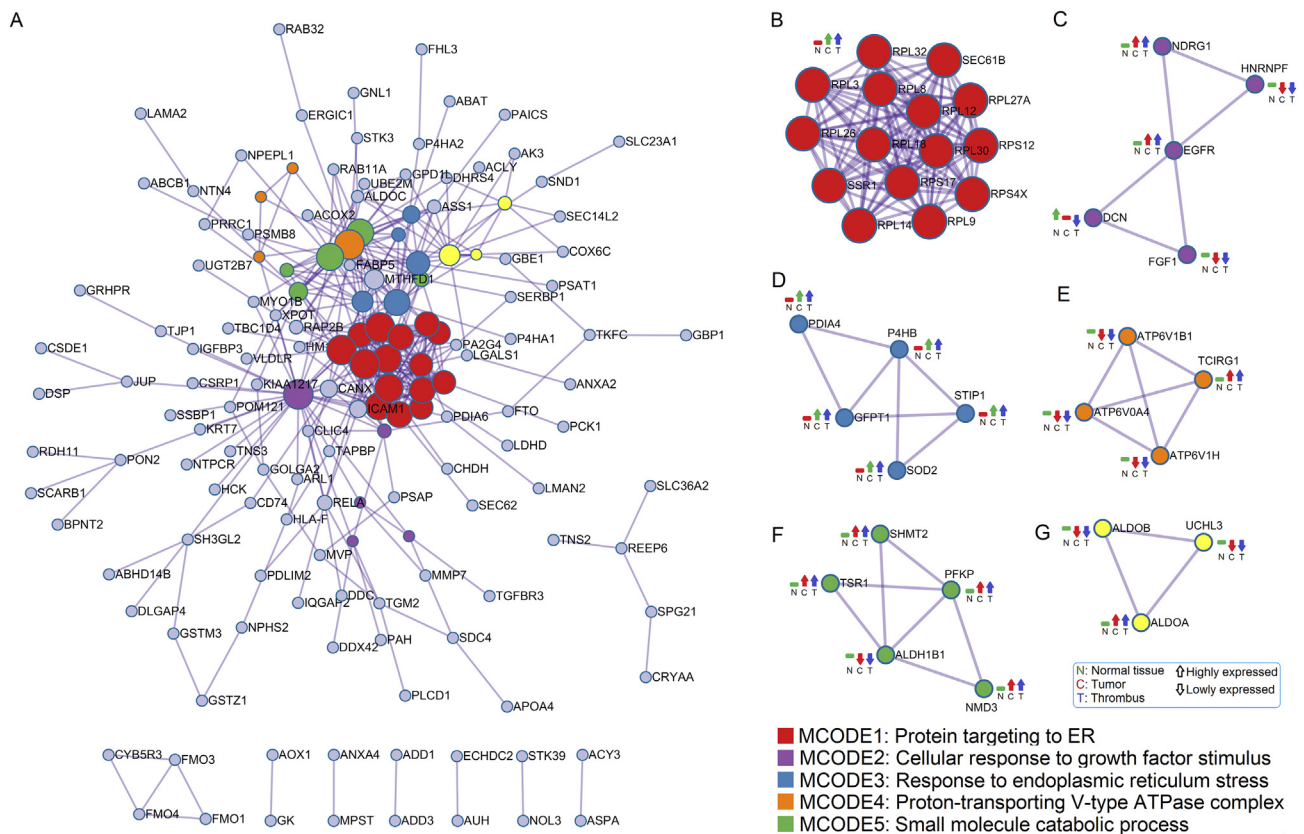 A
RAB32
FHL3
GNL1
ABAT
LAMA2
ERGIC1
STK3
PAICS
P4HA2
SLC23A1
NPEPL1
AK3
RAB11A
GPD1L
ACLY
DHRS4
ABCB1
NTN4
UBE2M
SND1
ALDOC
ASS1
PRRC1
ACOX2
SEC14L2
PSMB8
COX6C
UGT2B7
FABP5
GBE1
MTHFD1
PSAT1
GRHPR
MYO1B
SERBP1
XPOT
TJP1
TBC1D4
RAP2B
P4HA1
TKFC
GBP1
CSDE1
IGFBP3
HM
PA2G4
VLDLR
LGALS1
JUP
CSRP1
KIAA1217
CANX
ANXA2
DSP
SSBP1
POM121
ICAM1
PDIA6
FTO
KRT7
CLIC4
PCK1
RDH11
PON2
TNS3
TAPBP
LDHD
NTPCR
GOLGA2
CHDH
SCARB1
HCK
ARL1
LMAN2
SLC36A2
BPNT2
CD74
RELA
PSAP
SEC62
HLA-F
SH3GL2
MVP
TNS2
REEP6
ABHD14B
PDLIM2
MMP7
DLGAP4
IQGAP2
DDC
TGM2
TGFBR3
GSTM3
NPHS2
SPG21
DDX42
PAH
SDC4
GSTZ1
PLCD1
CRYAA
APOA4
CYB5R3
FMO3
AOX1
ANXA4
ADD1
ECHDC2
STK39
ACY3
FMO4
FMO1
GK
MPST
ADD3
AUH
NOL3
ASPA
B
N C T
RPL32
SEC61B
RPL3
RPL8
RPL27A
RPL12
RPL26
RPL18
RPL30
RPS12
SSR1
RPS17
RPS4X
RPL14
RPL9
C
N C T
NDRG1
HNRNPF
N C T
N C T
EGFR
N C T
DCN
FGF1
N C T
D
N C T
PDIA4
P4HB
N C T
STIP1
N C T
GFPT1
N C T
N C T
SOD2
E
N C T
ATP6V1B1
TCIRG1
N C T
N C T
ATP6V0A4
N C T
ATP6V1H
F
N C T
SHMT2
N C T
TSR1
PFKP
N C T
N C T
ALDH1B1
NMD3
N C T
G
N C T
ALDOB
UCHL3
N C T
N C T
ALDOA
N: Normal tissue
Highly expressed
C: Tumor
Lowly expressed
T: Thrombus
MCODE1: Protein targeting to ER
MCODE2: Cellular response to growth factor stimulus
MCODE3: Response to endoplasmic reticulum stress
MCODE4: Proton-transporting V-type ATPase complex
MCODE5: Small molecule catabolic process